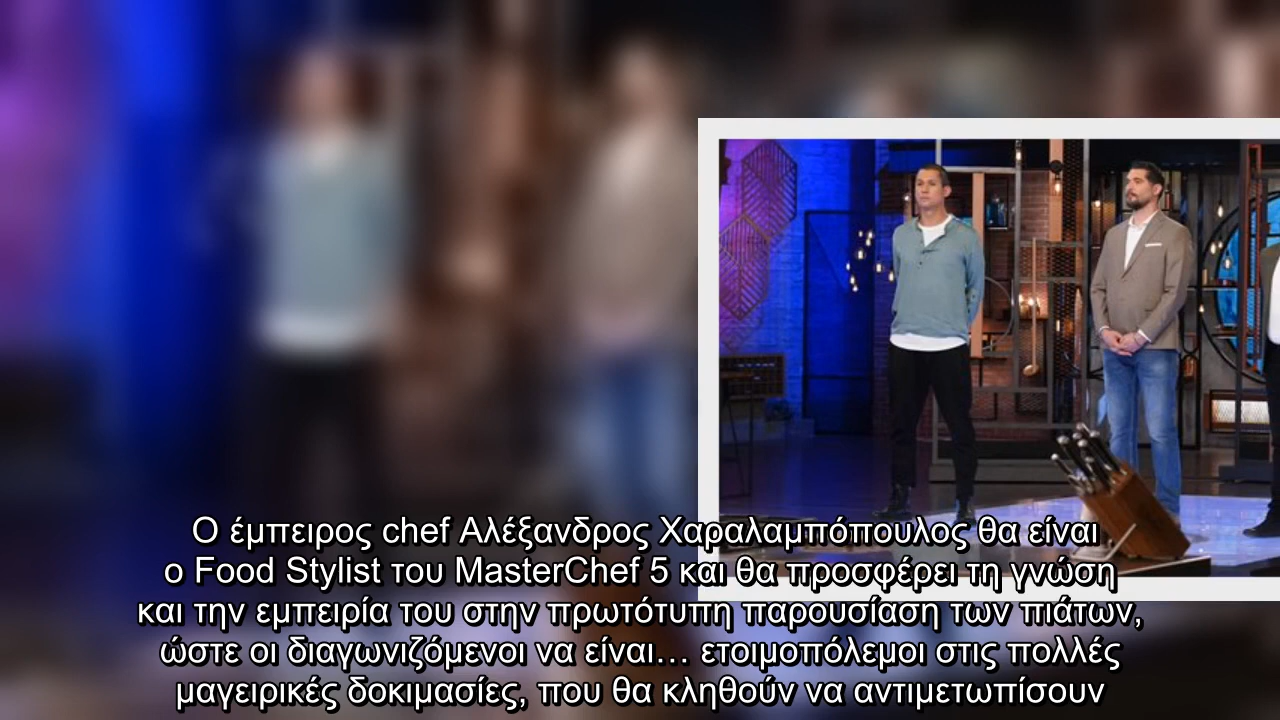 Ο έμπειρος chef Αλέξανδρος Χαραλαμπόπουλος θα είναι
ο Food Stylist του MasterChef 5 και θα προσφέρει τη γνώση
και την εμπειρία του στην πρωτότυπη παρουσίαση των πιάτων,
ώστε οι διαγωνιζόμενοι να είναι… ετοιμοπόλεμοι στις πολλές
μαγειρικές δοκιμασίες, που θα κληθούν να αντιμετωπίσουν